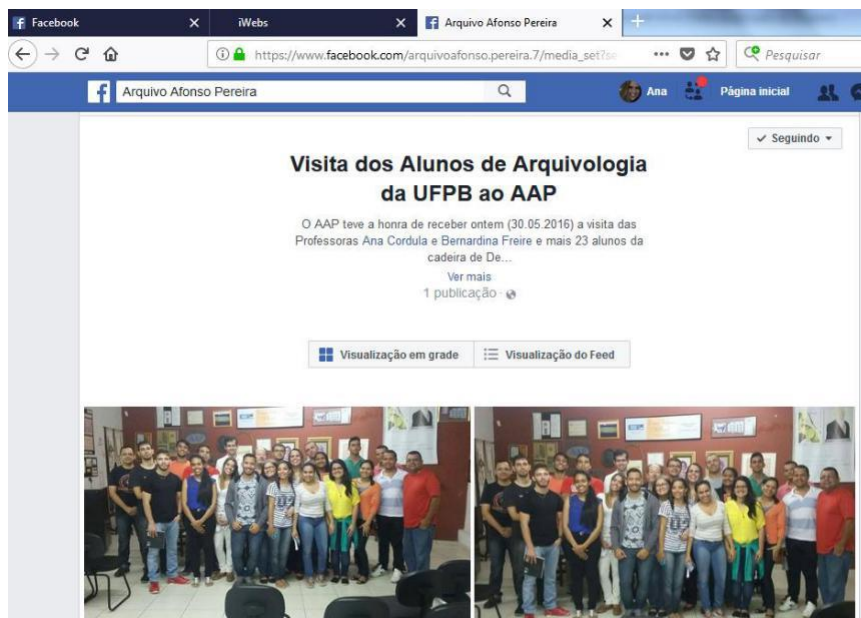 Facebook
iWebs
Arquivo Afonso Pereira
https://www.facebook.com/arquivoafonso.pereira.7/media_set?s
Pesquisar
Arquivo Afonso Pereira
Ana
Página inicial
Seguindo
Visita dos Alunos de Arquivologia
da UFPB ao AAP
O AAP teve a honra de receber ontem (30.05.2016) a visita das
Professoras Ana Cordula e Bernardina Freire e mais 23 alunos da
cadeira de De...
Ver mais
1 publicação ·
Visualização em grade
Visualização do Feed